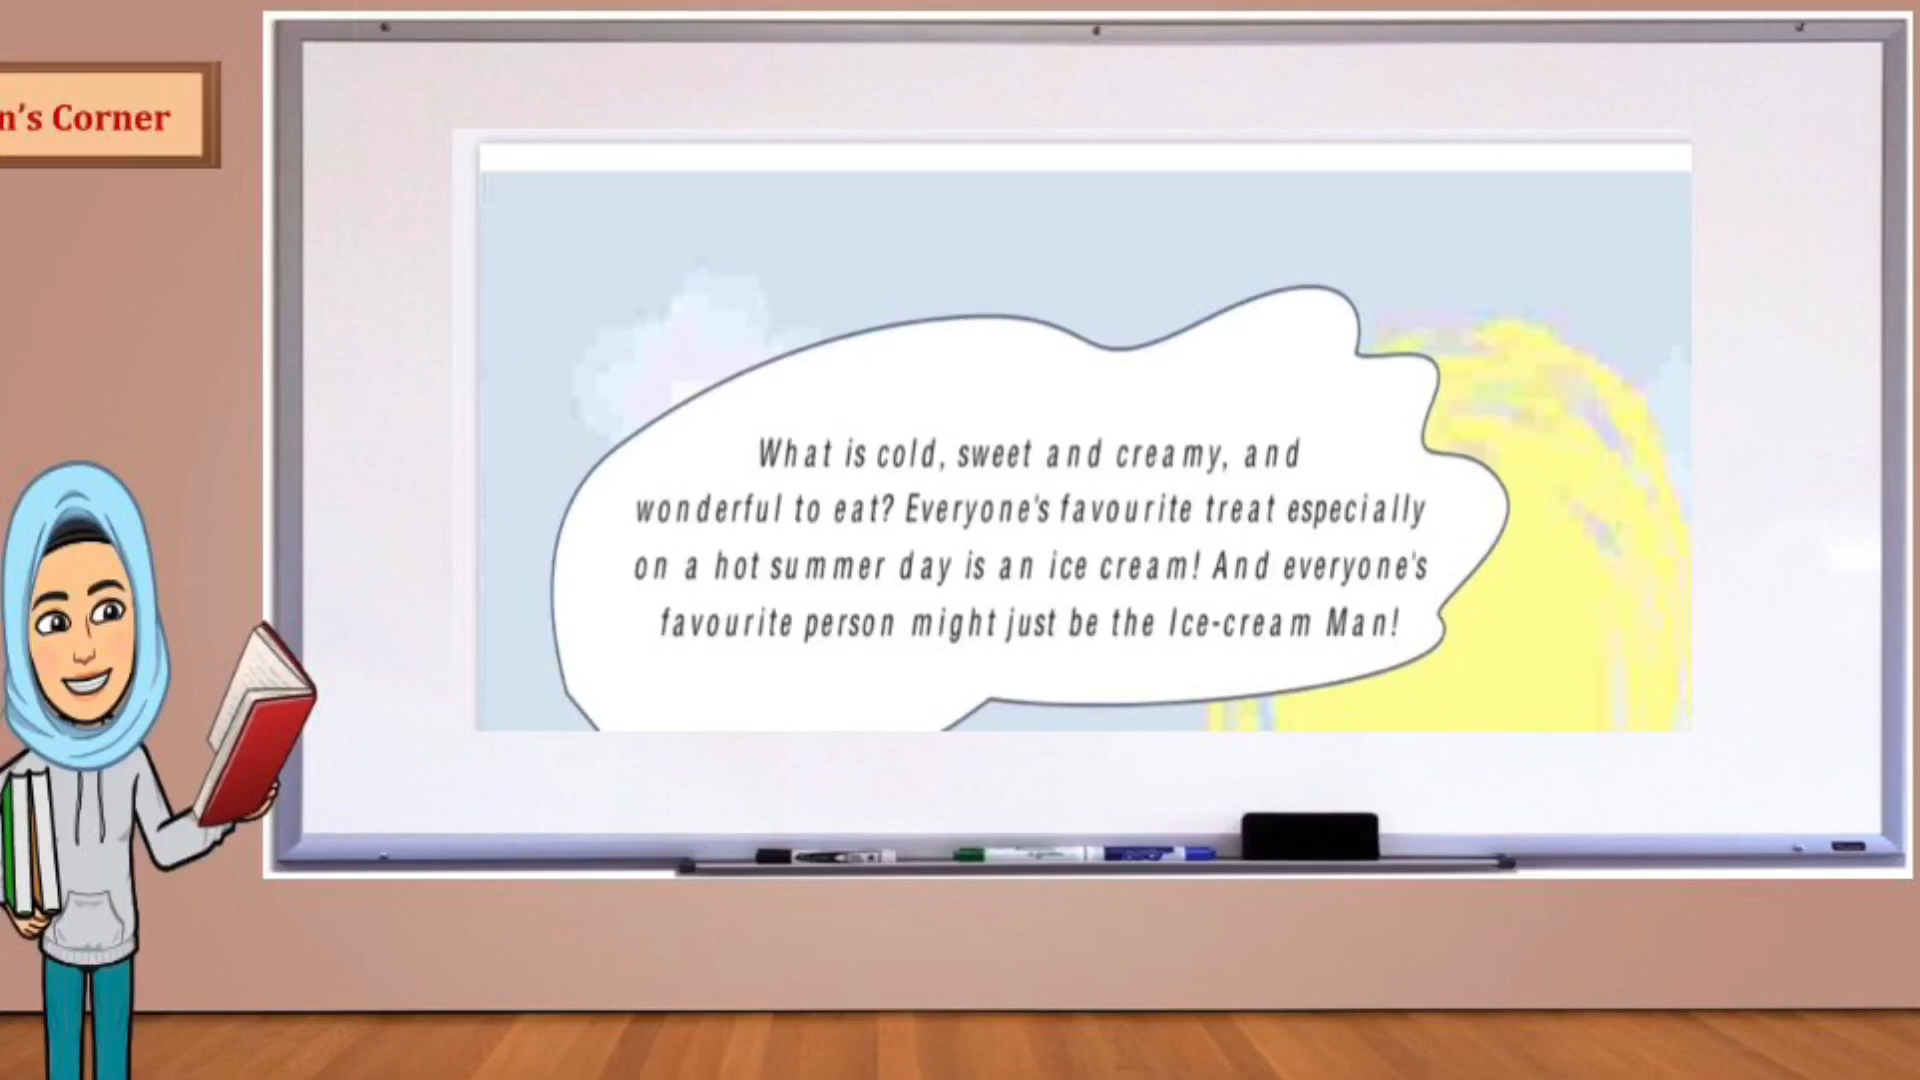 n's Corner
What is cold, sweet and creamy, and
wonderful to eat? Everyone's favourite treat especially
on a hot summer day is an ice cream! And everyone's
favourite person might just be the Ice-cream Man!